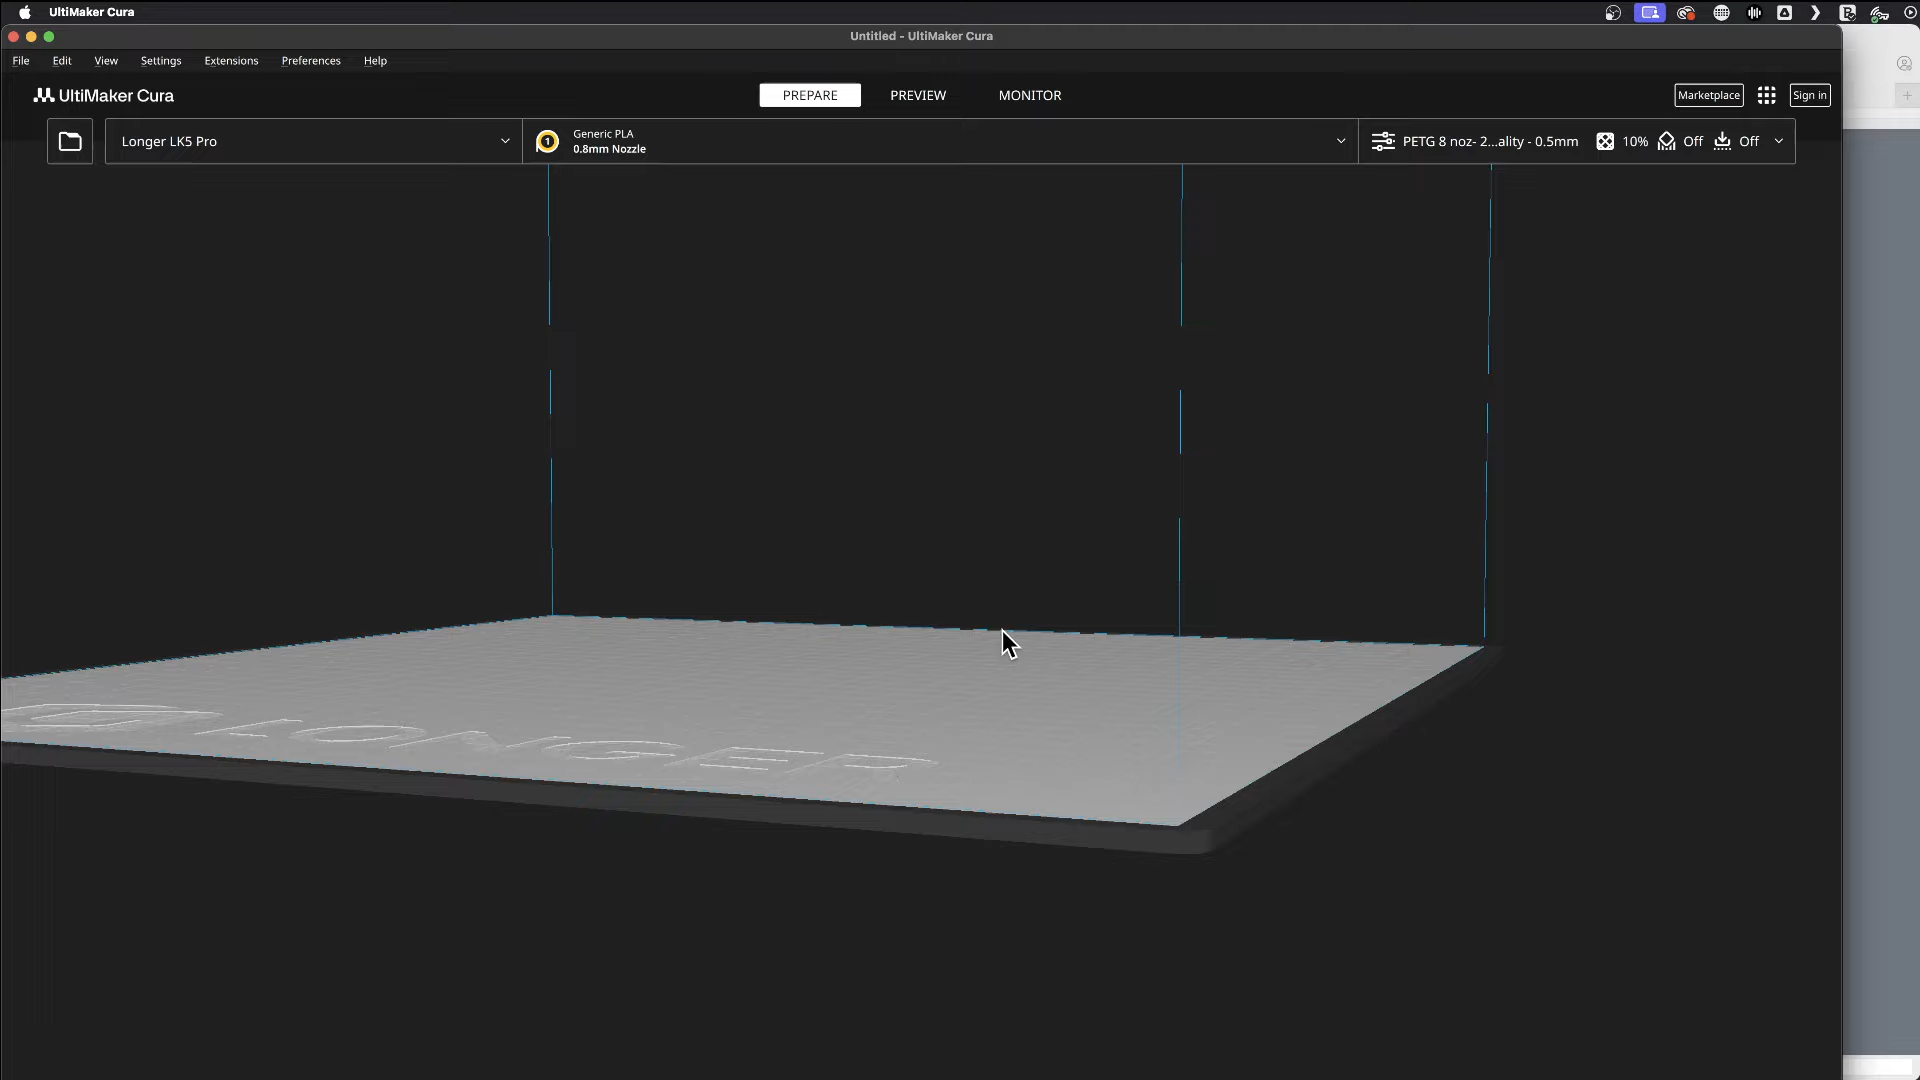 UltiMaker Cura
Untitled - UltiMaker Cura
File Edit View Settings Extensions Preferences Help
UltiMaker Cura PREPARE PREVIEW MONITOR Marketplace Sign in
Longer LK5 Pro
1
Generic PLA
0.8mm Nozzle
PETG 8 noz- 2...ality - 0.5mm 10% Off Off
LONGER